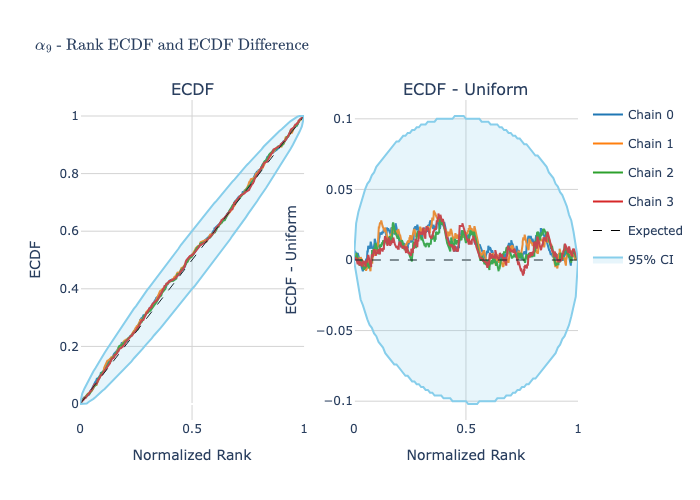 α₉ - Rank ECDF and ECDF Difference
ECDF
ECDF - Uniform
1
0.8
0.6
0.4
0.2
0
ECDF
0
0.5
1
Normalized Rank
0.1
0.05
0
−0.05
−0.1
ECDF - Uniform
0
0.5
1
Normalized Rank
Chain 0
Chain 1
Chain 2
Chain 3
Expected
95% CI